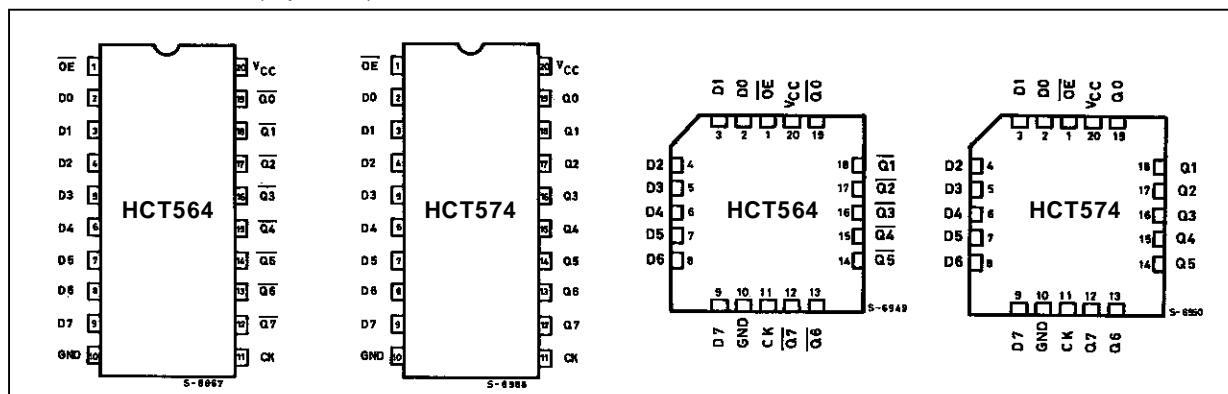 OE 1 20 VCC
D0 2 19 Q0
D1 3 18 Q1
D2 4 17 Q2
D3 5 16 Q3
D4 6 15 Q4
D5 7 14 Q5
D6 8 13 Q6
D7 9 12 Q7
GND 10 11 CK
HCT564
OE 1 20 VCC
D0 2 19 Q0
D1 3 18 Q1
D2 4 17 Q2
D3 5 16 Q3
D4 6 15 Q4
D5 7 14 Q5
D6 8 13 Q6
D7 9 12 Q7
GND 10 11 CK
HCT574
D1 D0 OE VCC Q0
3 2 1 20 19
D2 4 18 Q1
D3 5 17 Q2
D4 6 16 Q3
D5 7 15 Q4
D6 8 14 Q5
HCT564
9 10 11 12 13
D7 GND CK Q7 Q6
S-6949
D1 D0 OE VCC Q0
3 2 1 20 19
D2 4 18 Q1
D3 5 17 Q2
D4 6 16 Q3
D5 7 15 Q4
D6 8 14 Q5
HCT574
9 10 11 12 13
D7 GND CK Q7 Q6
S-6950